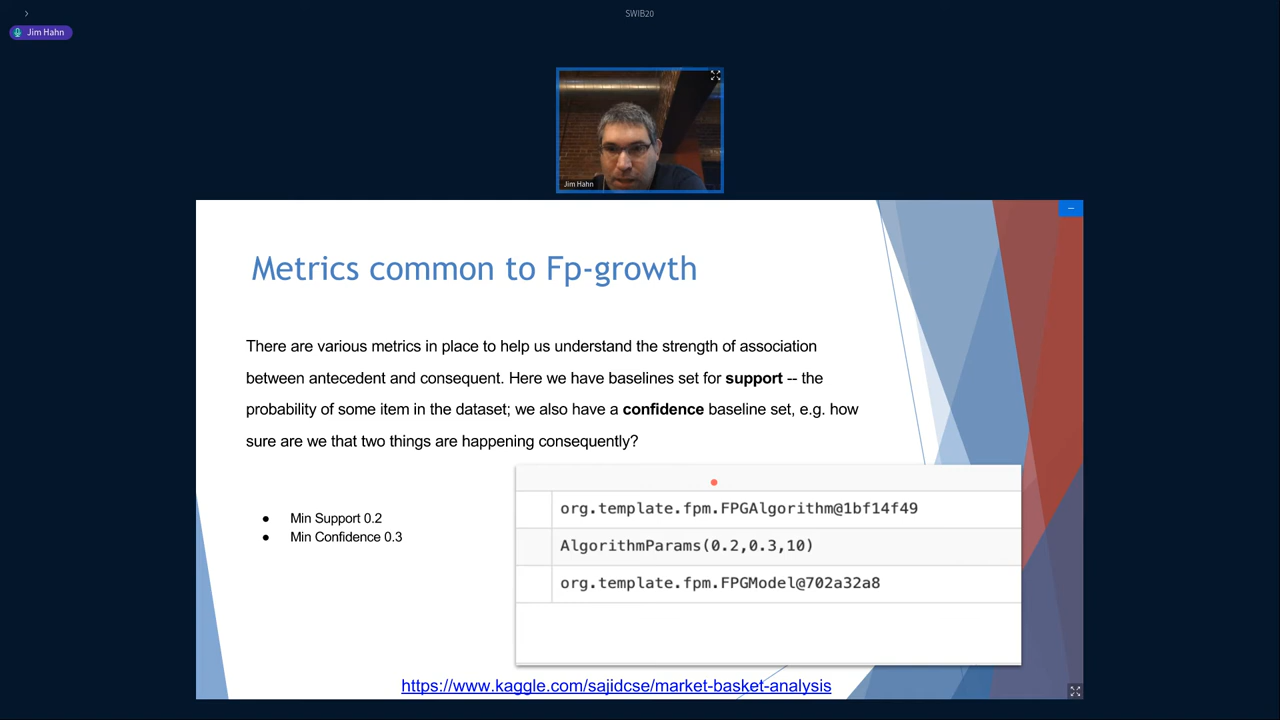 SWIB20
Jim Hahn
Jim Hahn
Metrics common to Fp-growth
There are various metrics in place to help us understand the strength of association
between antecedent and consequent. Here we have baselines set for support -- the
probability of some item in the dataset; we also have a confidence baseline set, e.g. how
sure are we that two things are happening consequently?
● Min Support 0.2
● Min Confidence 0.3
org.template.fpm.FPGAlgorithm@1bf14f49
AlgorithmParams(0.2,0.3,10)
org.template.fpm.FPGModel@702a32a8
https://www.kaggle.com/sajidcse/market-basket-analysis